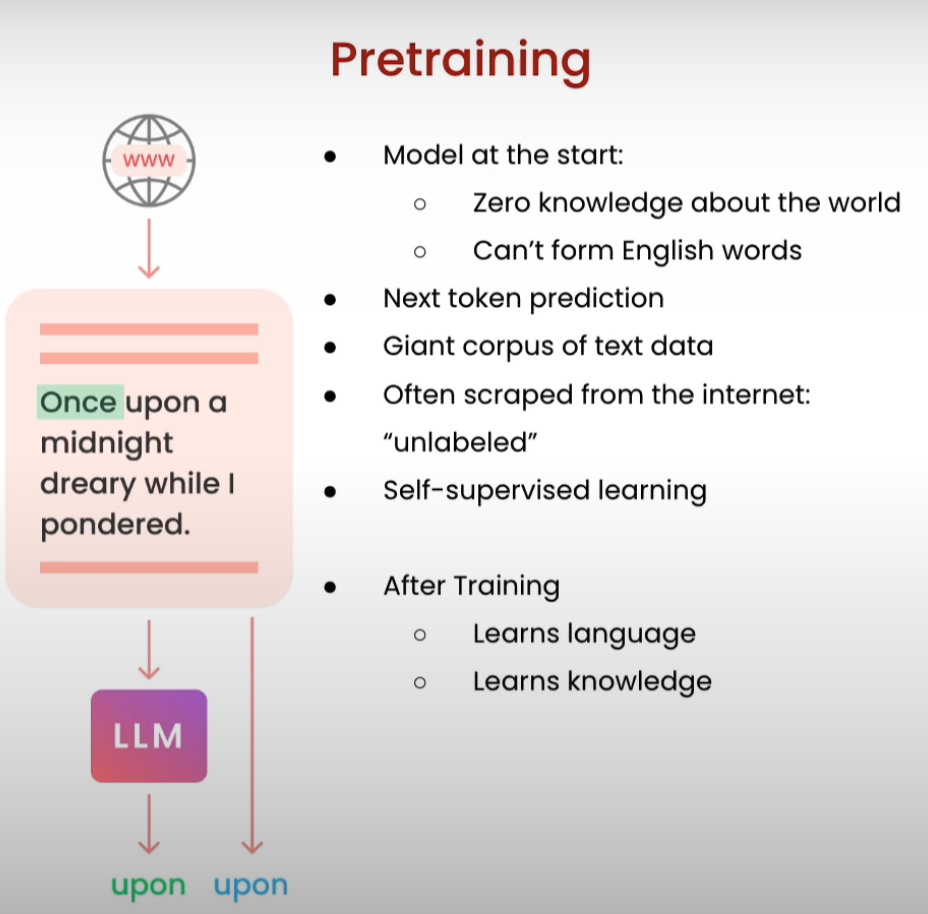 Pretraining
www
Once upon a
midnight
dreary while I
pondered.
LLM
upon upon
● Model at the start:
○ Zero knowledge about the world
○ Can't form English words
● Next token prediction
● Giant corpus of text data
● Often scraped from the internet:
"unlabeled"
● Self-supervised learning
● After Training
○ Learns language
○ Learns knowledge